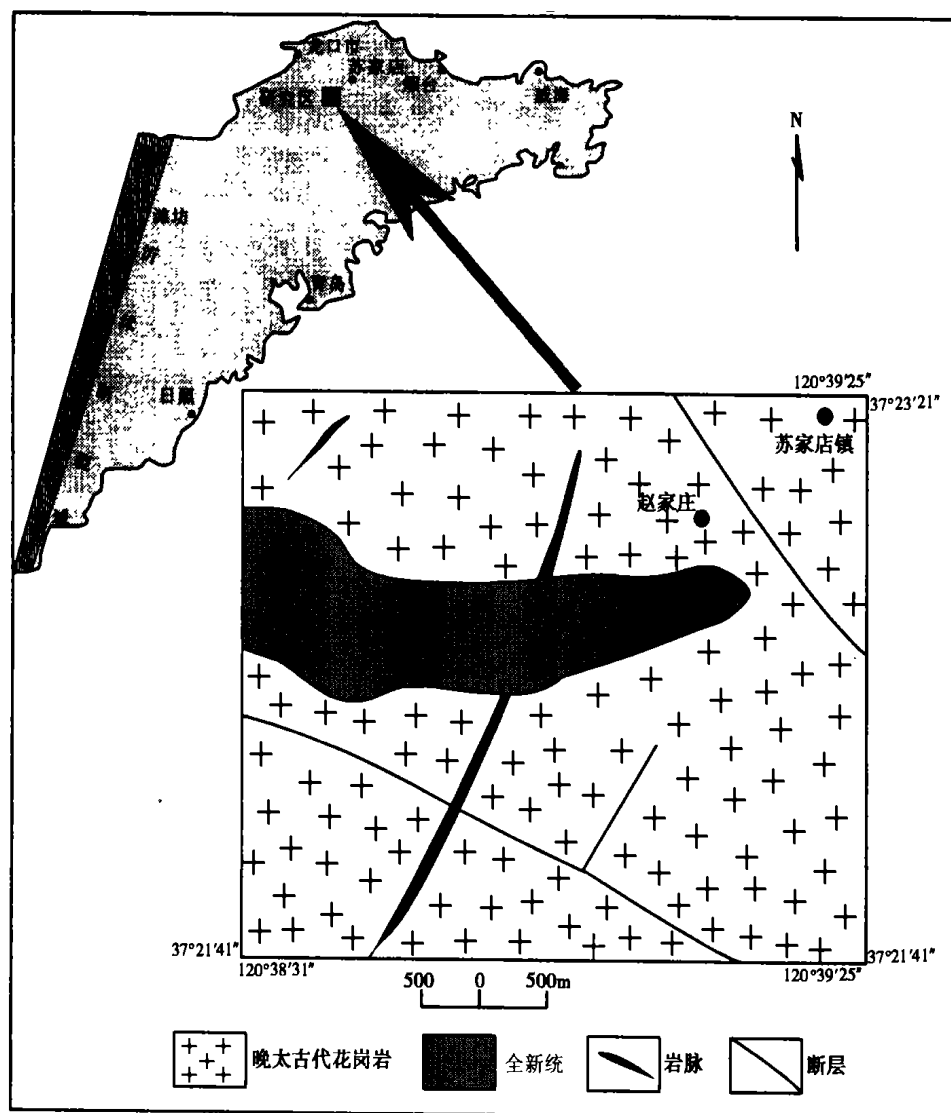 龙口市
苏家店
烟台
威海
研究区
N
潍坊
青岛
日照
120°39′25″
37°23′21″
苏家店镇
赵家庄
37°21′41″
37°21′41″
120°38′31″
120°39′25″
500 0 500m
晚太古代花岗岩
全新统
岩脉
断层